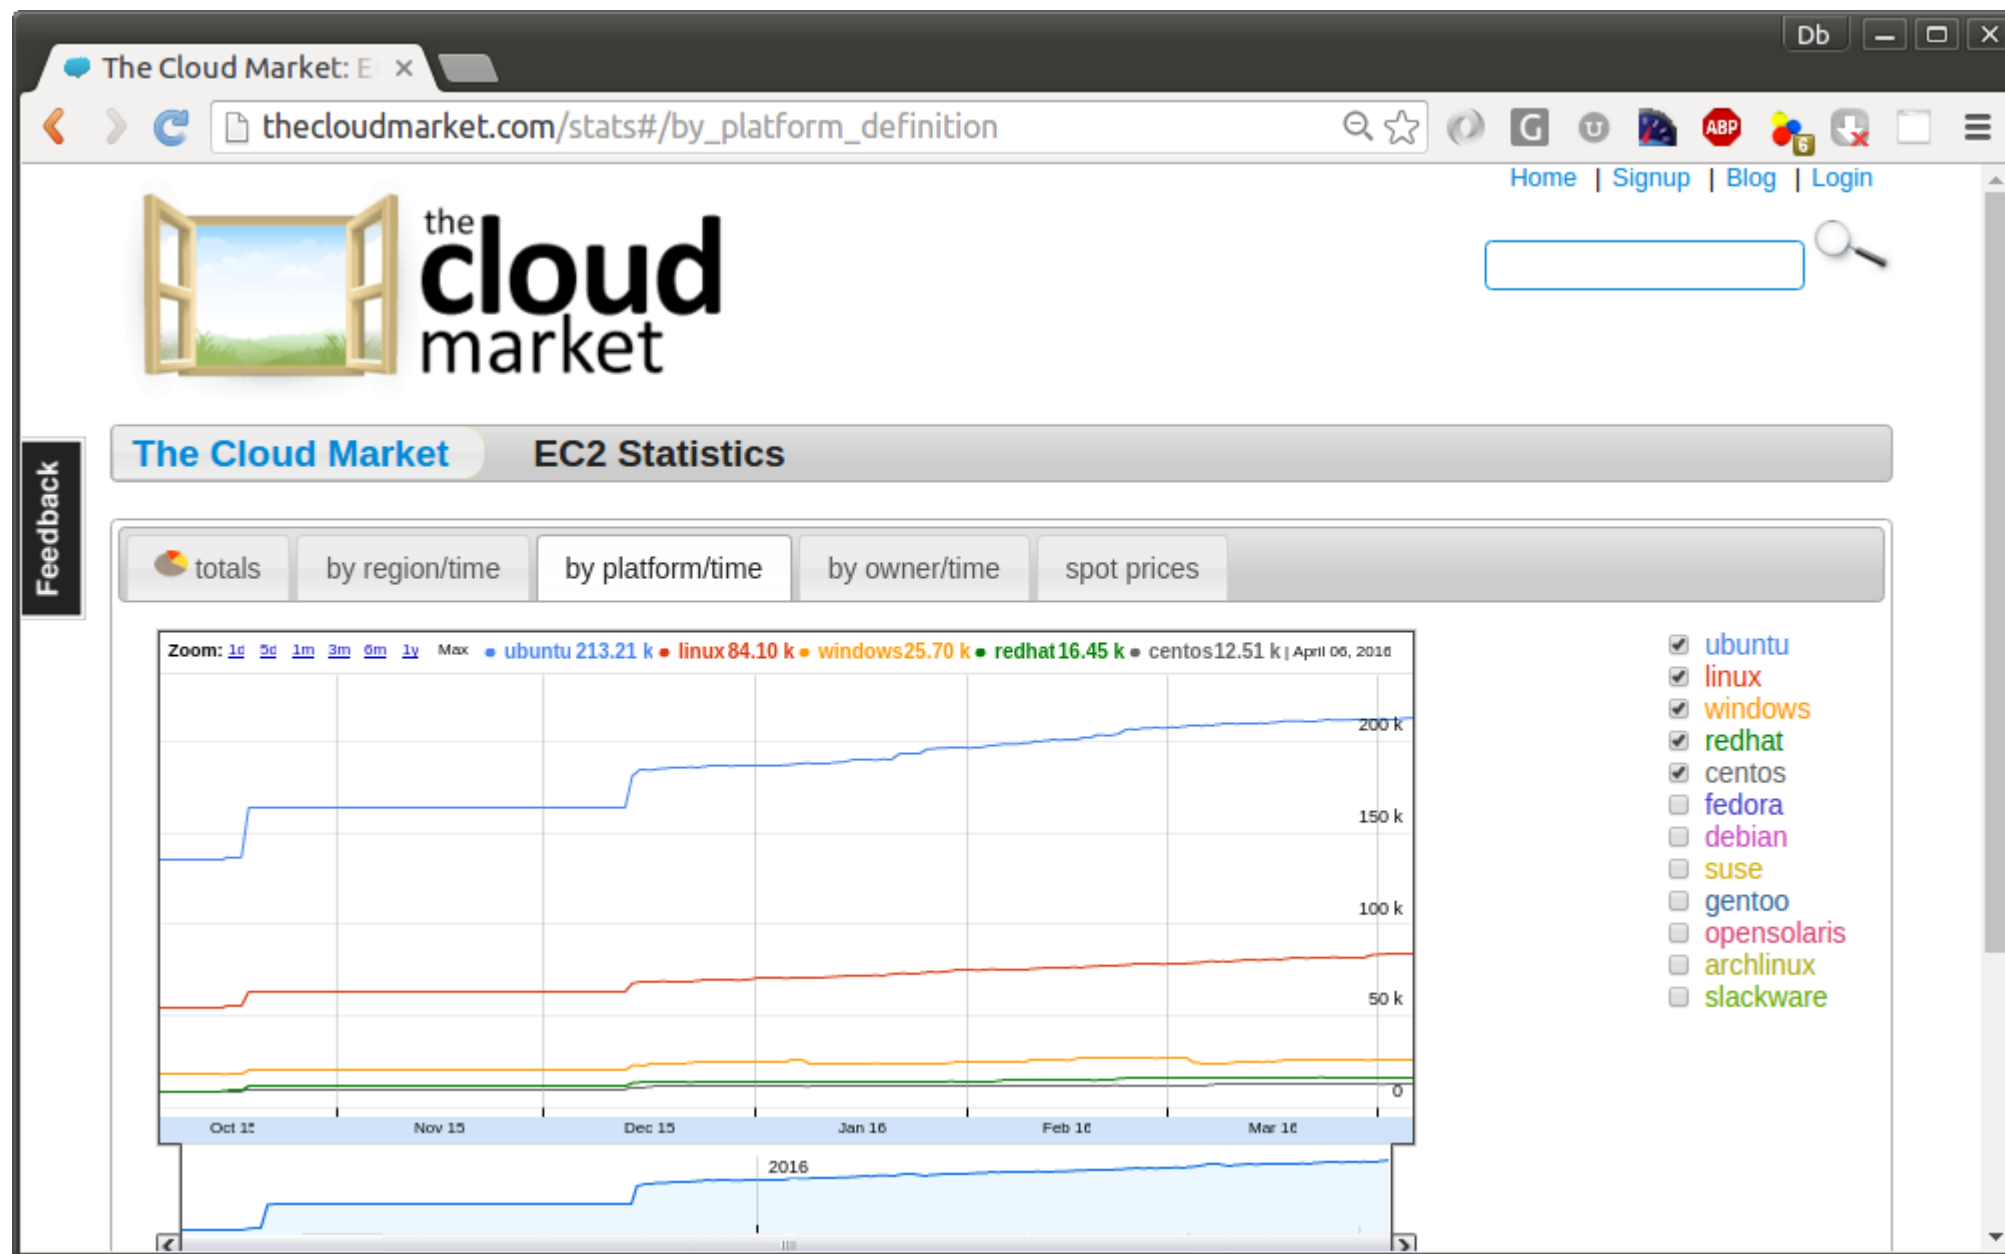 Db
The Cloud Market: E
thecloudmarket.com/stats#/by_platform_definition
G
ABP
6
Home | Signup | Blog | Login
the
cloud
market
Feedback
The Cloud Market EC2 Statistics
totals by region/time by platform/time by owner/time spot prices
Zoom: 1d 5d 1m 3m 6m 1y Max ubuntu 213.21 k linux 84.10 k windows 25.70 k redhat 16.45 k centos 12.51 k | April 06, 2016
ubuntu
linux
windows
redhat
centos
fedora
debian
suse
gentoo
opensolaris
archlinux
slackware
200 k
150 k
100 k
50 k
0
Oct 15 Nov 15 Dec 15 Jan 16 Feb 16 Mar 16
2016